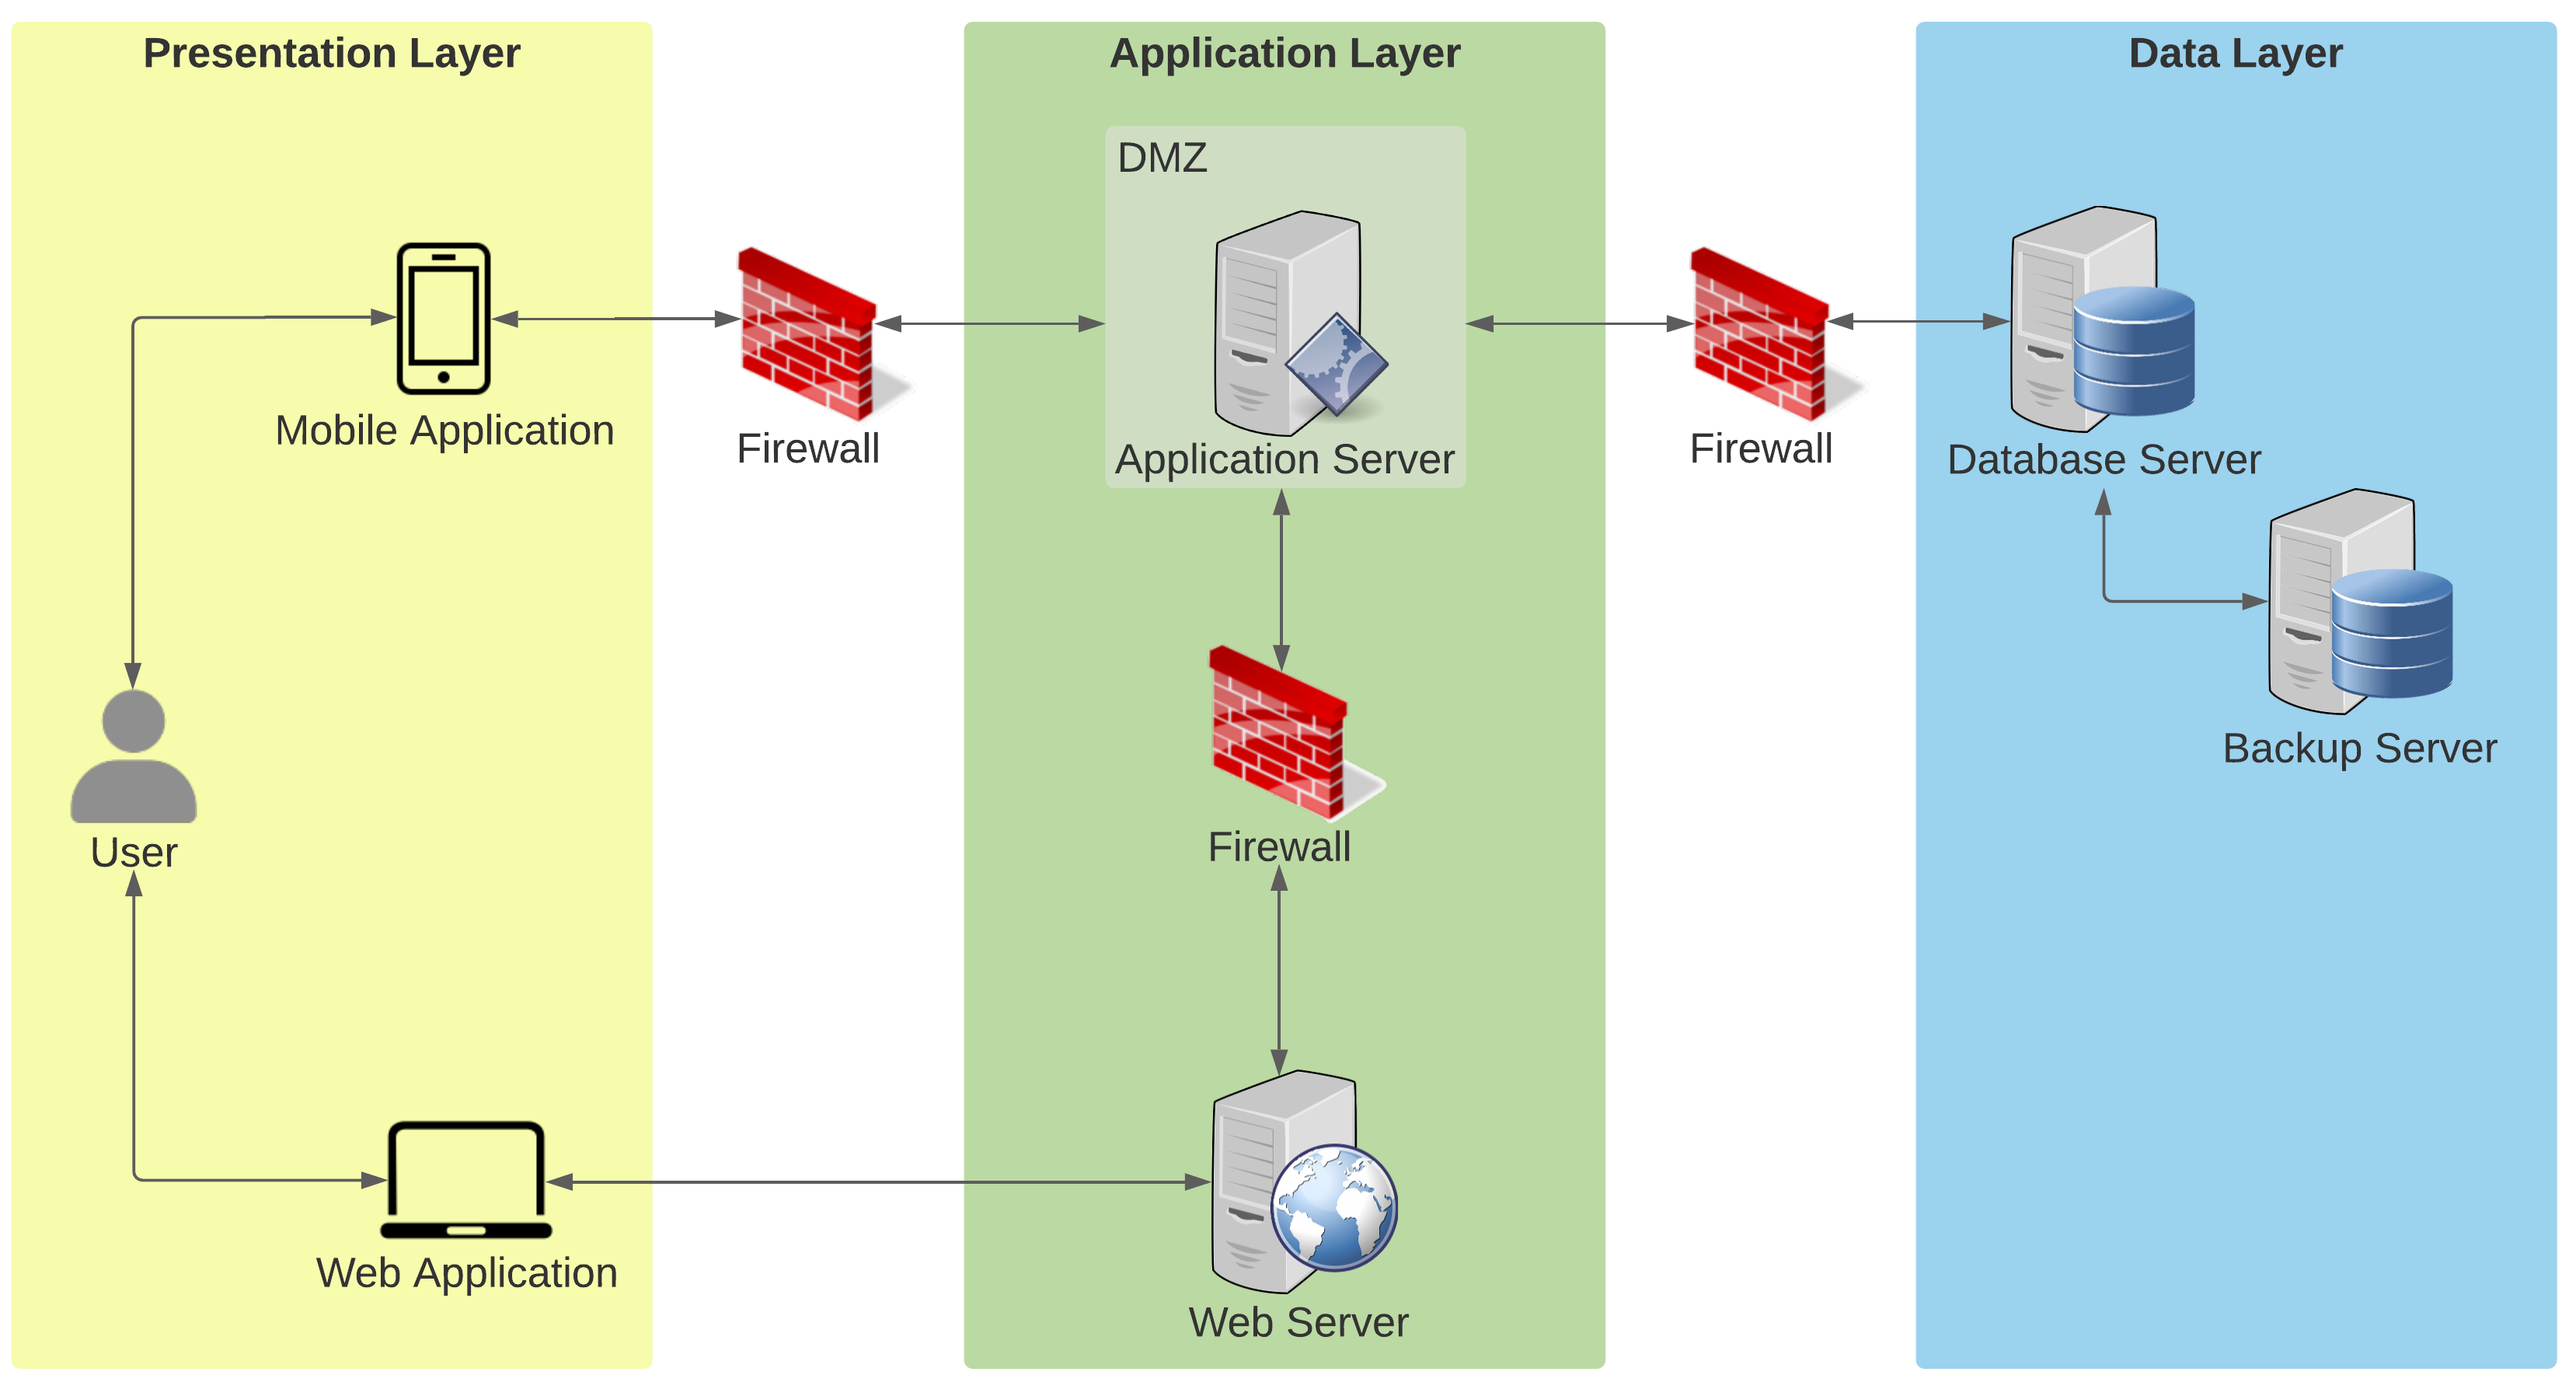 Presentation Layer
Application Layer
Data Layer
DMZ
Mobile Application
Firewall
Application Server
Firewall
Database Server
Backup Server
User
Firewall
Web Application
Web Server